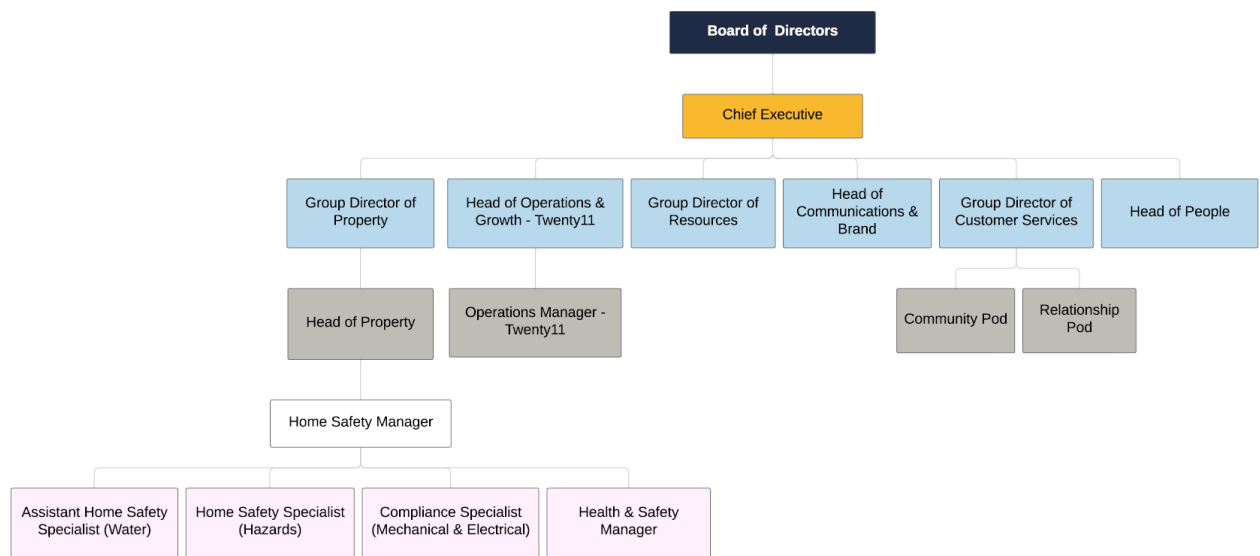 Board of  Directors
Chief Executive
Group Director of
Property
Head of Operations &
Growth - Twenty11
Group Director of
Resources
Head of
Communications &
Brand
Group Director of
Customer Services
Head of People
Head of Property
Operations Manager -
Twenty11
Community Pod
Relationship
Pod
Home Safety Manager
Assistant Home Safety
Specialist (Water)
Home Safety Specialist
(Hazards)
Compliance Specialist
(Mechanical & Electrical)
Health & Safety
Manager